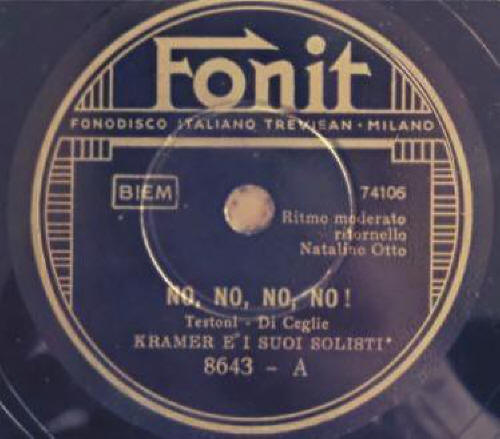 Fonit
FONODISCO ITALIANO TREVISAN · MILANO
BIEM
74106
Ritmo moderato
ritornello
Natalino Otto
NO, NO, NO, NO!
Testoni - Di Ceglie
KRAMER E' I SUOI SOLISTI*
8643 - A